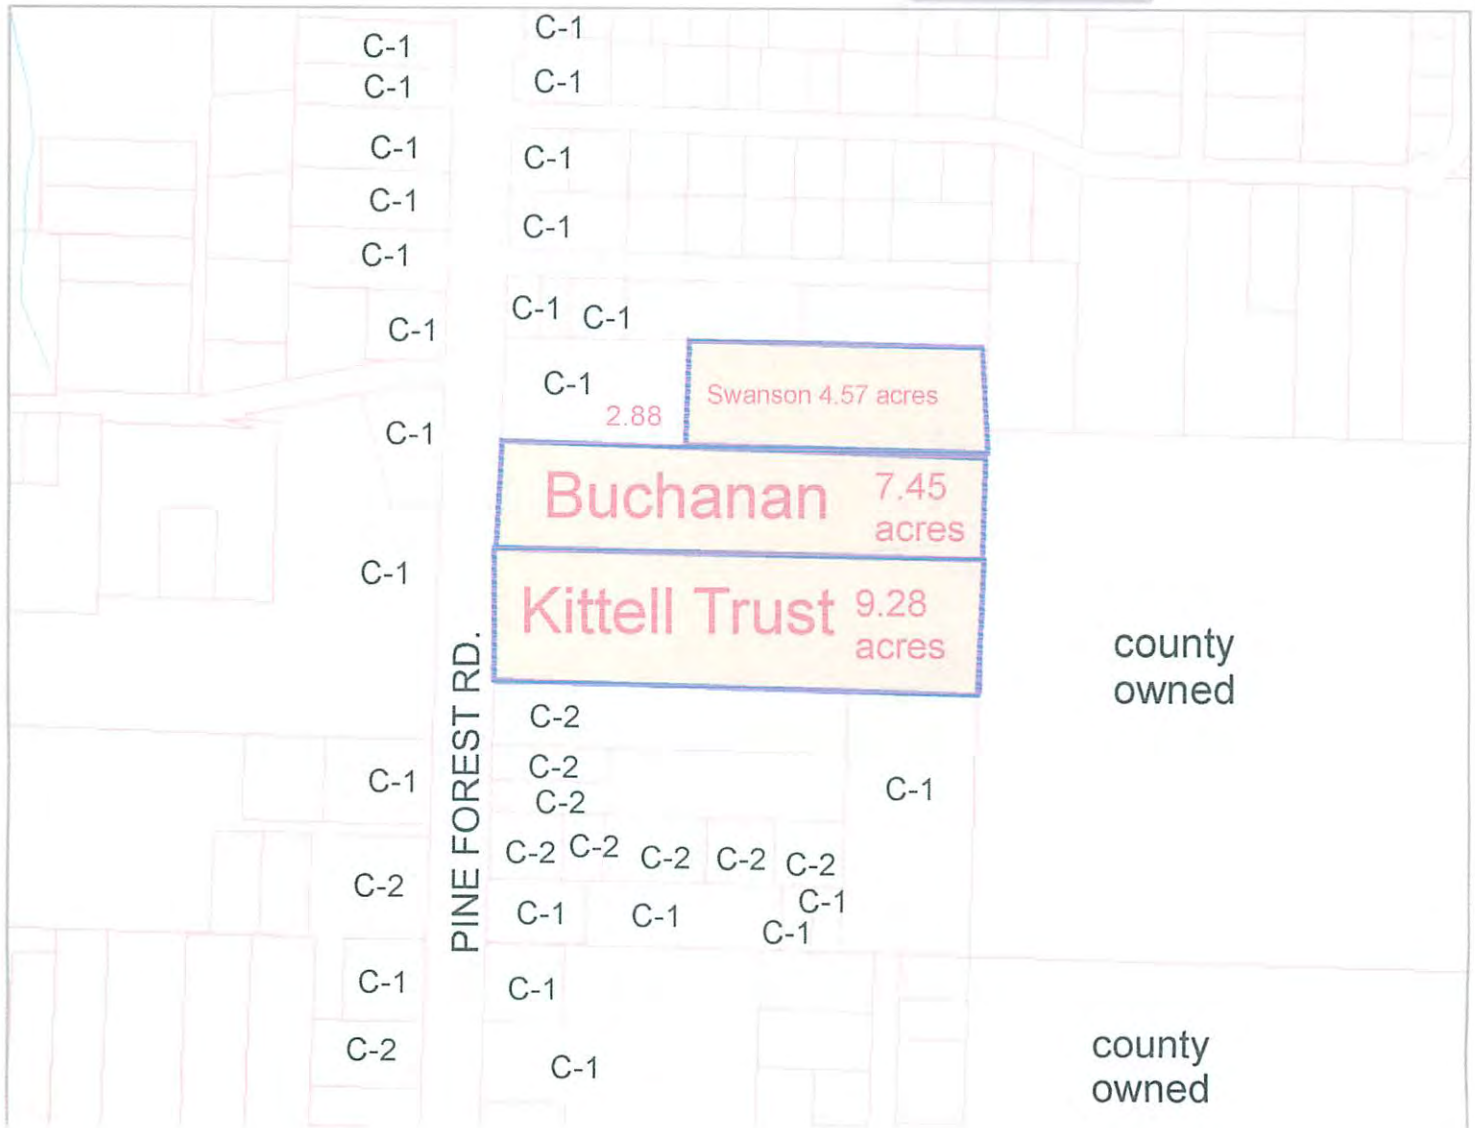 C-1
C-1
C-1
C-1
C-1
C-1
C-1
C-1
C-1
C-1
C-1 C-1
C-1
C-1
2.88
Swanson 4.57 acres
C-1
Buchanan 7.45
acres
C-1
Kittell Trust 9.28
acres
PINE FOREST RD.
county
owned
C-2
C-2
C-2
C-1
C-1
C-2 C-2 C-2 C-2 C-2
C-2
C-1 C-1 C-1
C-1
C-1
C-1
C-2
C-1
county
owned